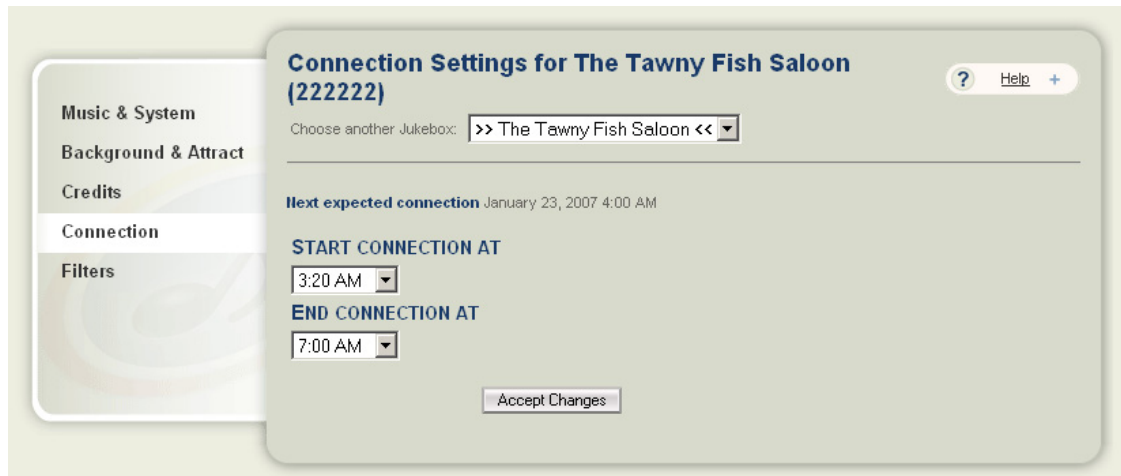 Music & System
Background & Attract
Credits
Connection
Filters
Connection Settings for The Tawny Fish Saloon
(222222)
? Help +
Choose another Jukebox: >> The Tawny Fish Saloon <<
Next expected connection January 23, 2007 4:00 AM
START CONNECTION AT
3:20 AM
END CONNECTION AT
7:00 AM
Accept Changes